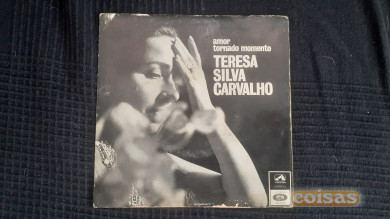 amor
tornado momento
TERESA
SILVA
CARVALHO
coisas